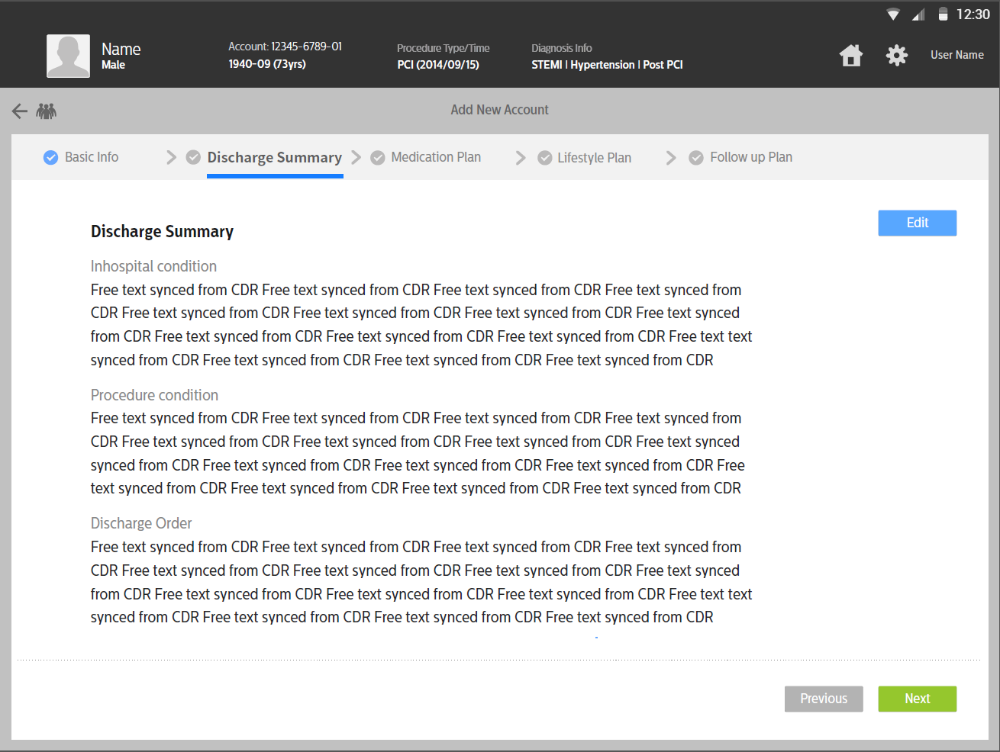 12:30
Name
Male
Account: 12345-6789-01
1940-09 (73yrs)
Procedure Type/Time
PCI (2014/09/15)
Diagnosis Info
STEMI | Hypertension | Post PCI
User Name
Add New Account
Basic Info
Discharge Summary
Medication Plan
Lifestyle Plan
Follow up Plan
Discharge Summary
Edit
Inhospital condition
Free text synced from CDR Free text synced from CDR Free text synced from CDR Free text synced from
CDR Free text synced from CDR Free text synced from CDR Free text synced from CDR Free text synced
from CDR Free text synced from CDR Free text synced from CDR Free text synced from CDR Free text text
synced from CDR Free text synced from CDR Free text synced from CDR Free text synced from CDR
Procedure condition
Free text synced from CDR Free text synced from CDR Free text synced from CDR Free text synced from
CDR Free text synced from CDR Free text synced from CDR Free text synced from CDR Free text synced
synced from CDR Free text synced from CDR Free text synced from CDR Free text synced from CDR Free
text synced from CDR Free text synced from CDR Free text synced from CDR Free text synced from CDR
Discharge Order
Free text synced from CDR Free text synced from CDR Free text synced from CDR Free text synced from
CDR Free text synced from CDR Free text synced from CDR Free text synced from CDR Free text synced
from CDR Free text synced from CDR Free text synced from CDR Free text synced from CDR Free text text
synced from CDR Free text synced from CDR Free text synced from CDR Free text synced from CDR
Previous
Next